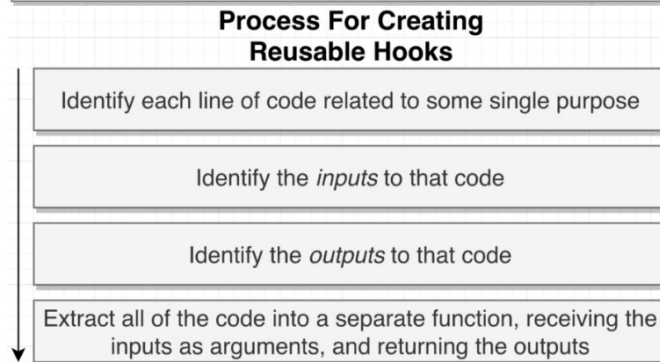 Process For Creating
Reusable Hooks
Identify each line of code related to some single purpose
Identify the inputs to that code
Identify the outputs to that code
Extract all of the code into a separate function, receiving the
inputs as arguments, and returning the outputs